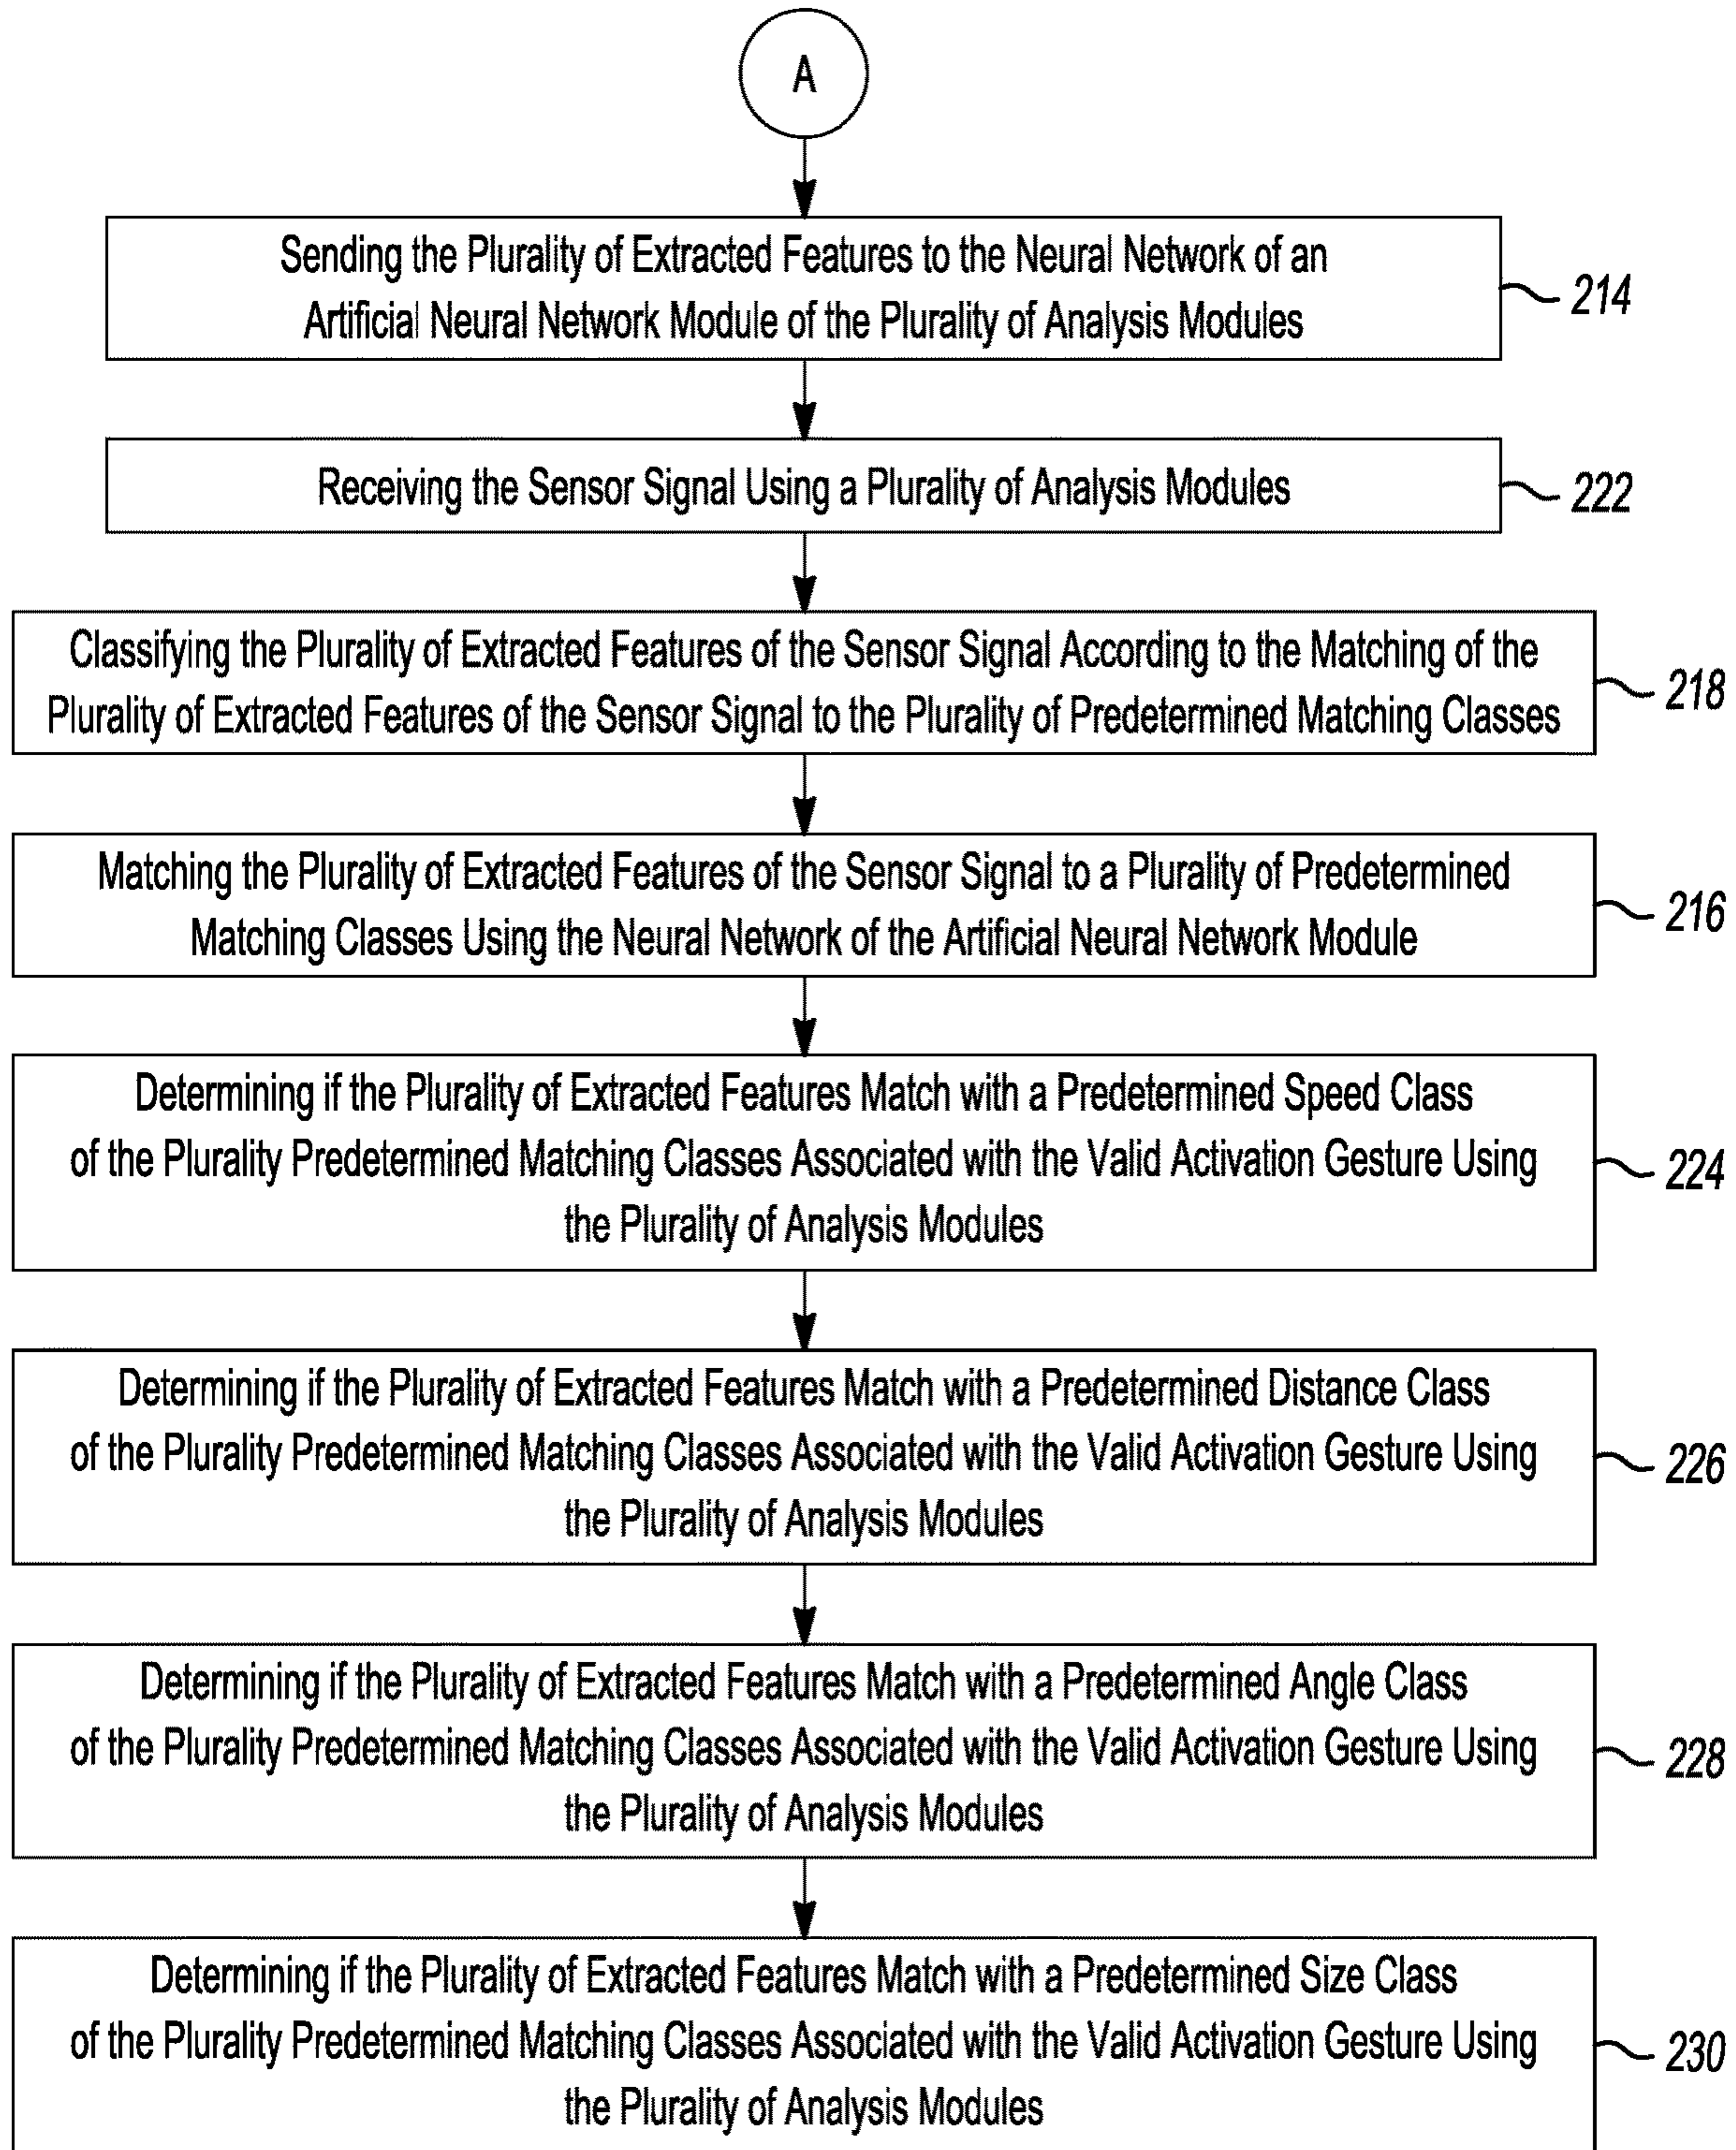 A
Sending the Plurality of Extracted Features to the Neural Network of an
Artificial Neural Network Module of the Plurality of Analysis Modules
214
Receiving the Sensor Signal Using a Plurality of Analysis Modules
222
Classifying the Plurality of Extracted Features of the Sensor Signal According to the Matching of the
Plurality of Extracted Features of the Sensor Signal to the Plurality of Predetermined Matching Classes
218
Matching the Plurality of Extracted Features of the Sensor Signal to a Plurality of Predetermined
Matching Classes Using the Neural Network of the Artificial Neural Network Module
216
Determining if the Plurality of Extracted Features Match with a Predetermined Speed Class
of the Plurality Predetermined Matching Classes Associated with the Valid Activation Gesture Using
the Plurality of Analysis Modules
224
Determining if the Plurality of Extracted Features Match with a Predetermined Distance Class
of the Plurality Predetermined Matching Classes Associated with the Valid Activation Gesture Using
the Plurality of Analysis Modules
226
Determining if the Plurality of Extracted Features Match with a Predetermined Angle Class
of the Plurality Predetermined Matching Classes Associated with the Valid Activation Gesture Using
the Plurality of Analysis Modules
228
Determining if the Plurality of Extracted Features Match with a Predetermined Size Class
of the Plurality Predetermined Matching Classes Associated with the Valid Activation Gesture Using
the Plurality of Analysis Modules
230